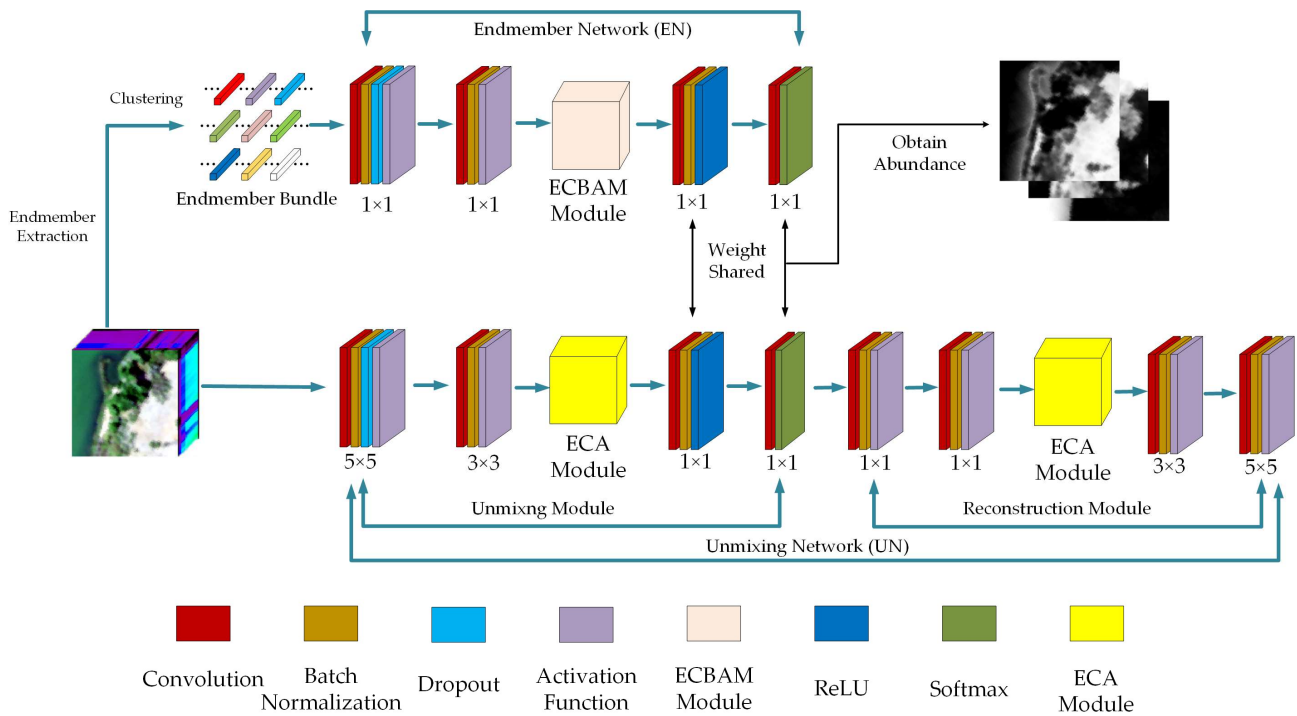 Endmember Network (EN)
Clustering
Endmember Bundle
1×1
1×1
ECBAM
Module
1×1
1×1
Obtain
Abundance
Endmember
Extraction
Weight
Shared
5×5
3×3
ECA
Module
1×1
1×1
1×1
1×1
ECA
Module
3×3
5×5
Unmixng Module
Reconstruction Module
Unmixing Network (UN)
Convolution
Batch
Normalization
Dropout
Activation
Function
ECBAM
Module
ReLU
Softmax
ECA
Module